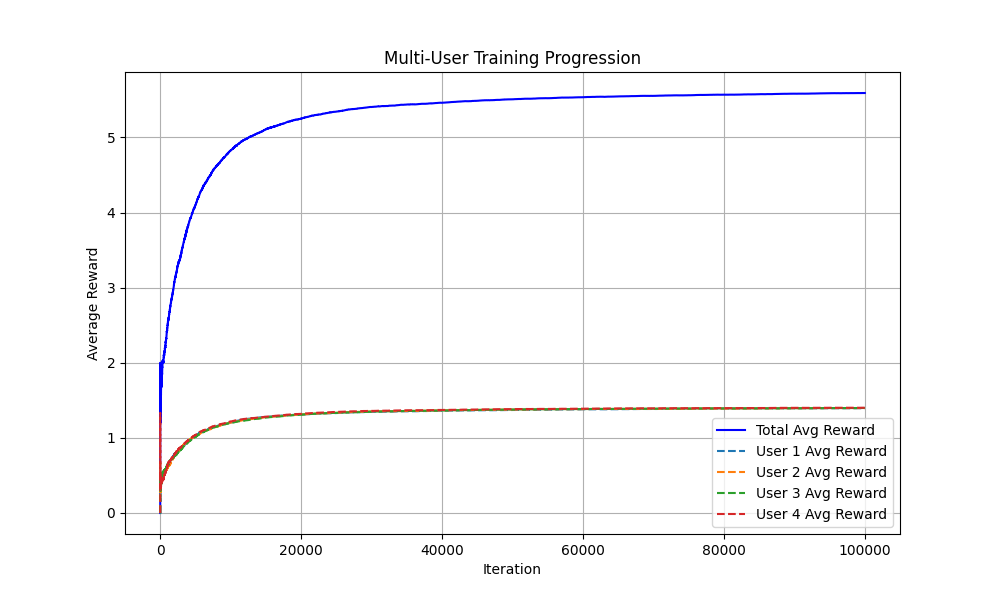 Multi-User Training Progression
Average Reward
5
4
3
2
1
0
0 20000 40000 60000 80000 100000
Iteration
Total Avg Reward
User 1 Avg Reward
User 2 Avg Reward
User 3 Avg Reward
User 4 Avg Reward